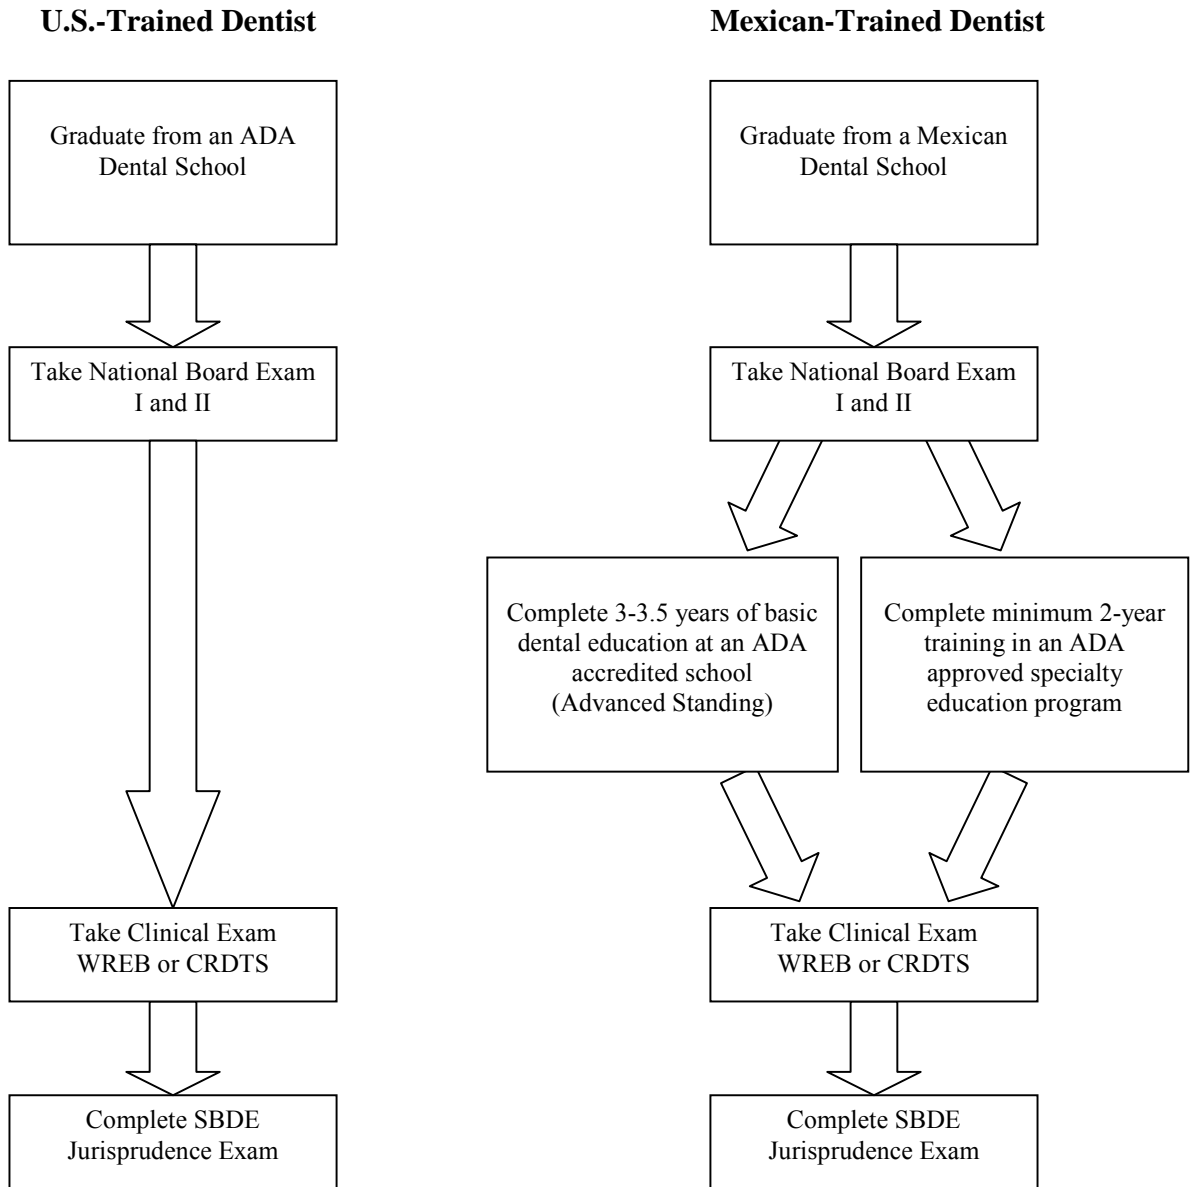 U.S.-Trained Dentist
Mexican-Trained Dentist
Graduate from an ADA
Dental School
Graduate from a Mexican
Dental School
Take National Board Exam
I and II
Take National Board Exam
I and II
Complete 3-3.5 years of basic
dental education at an ADA
accredited school
(Advanced Standing)
Complete minimum 2-year
training in an ADA
approved specialty
education program
Take Clinical Exam
WREB or CRDTS
Take Clinical Exam
WREB or CRDTS
Complete SBDE
Jurisprudence Exam
Complete SBDE
Jurisprudence Exam